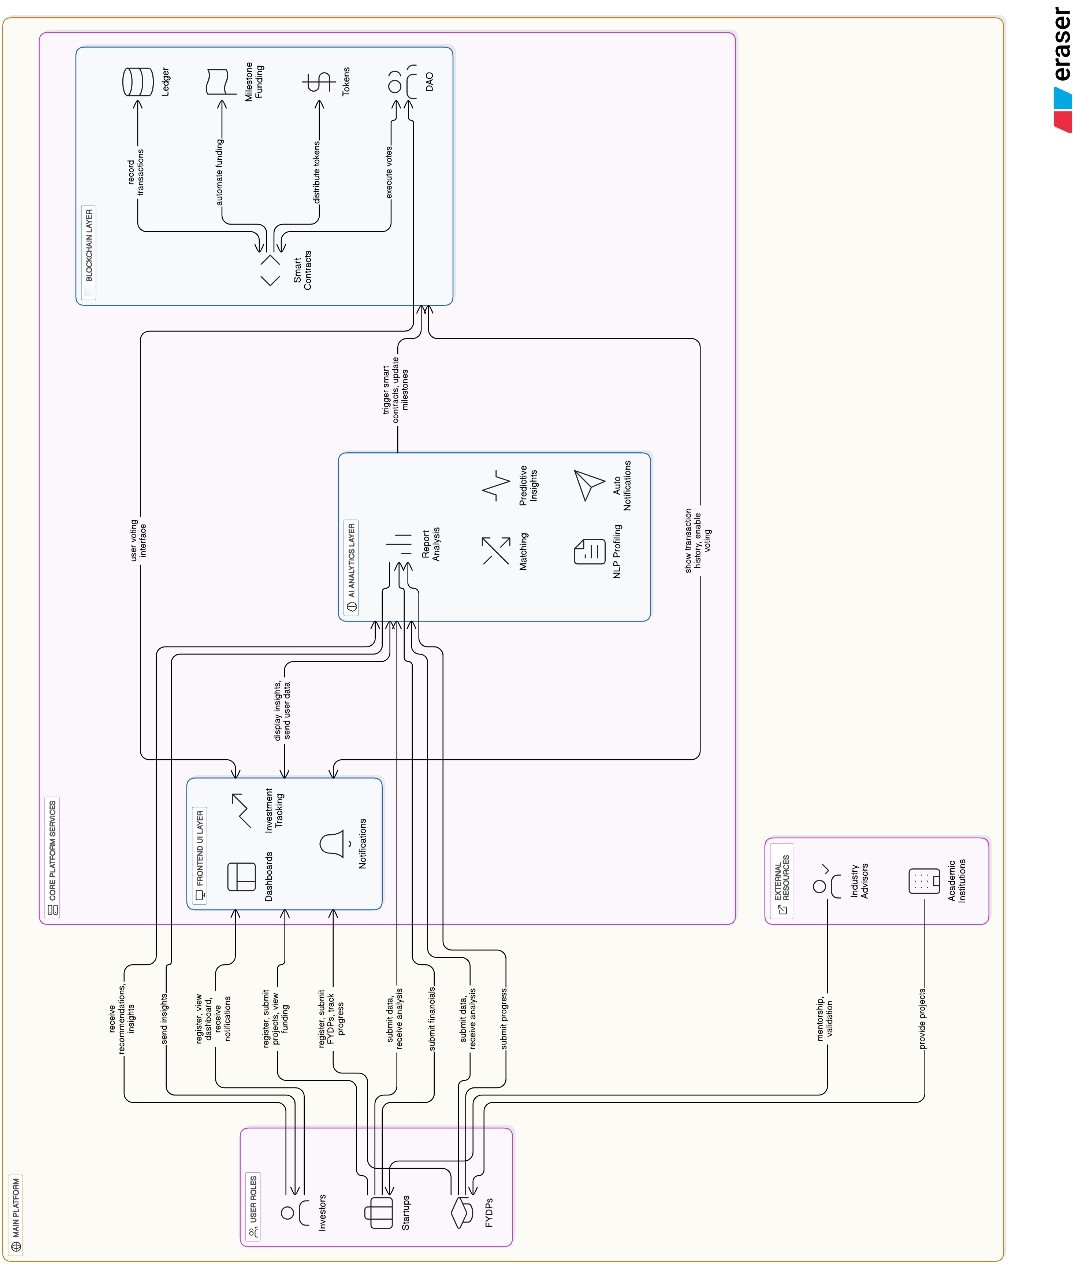 MAIN PLATFORM
USER ROLES
Investors
Startups
FYDPs
receive
recommendations,
insights
send insights
register, view
dashboard,
receive
notifications
register, submit
projects, view
funding
register, submit
FYDPs, track
progress
submit data,
receive analysis
submit financials
submit data,
receive analysis
submit progress
mentorship,
validation
provide projects
CORE PLATFORM SERVICES
FRONTEND UI LAYER
Dashboards
Investment
Tracking
Notifications
EXTERNAL
RESOURCES
Industry
Advisors
Academic
Institutions
user voting
interface
display insights,
send user data
show transaction
history, enable
voting
AI ANALYTICS LAYER
Report
Analysis
Matching
Predictive
Insights
NLP Profiling
Auto
Notifications
trigger smart
contracts, update
milestones
BLOCKCHAIN LAYER
Smart
Contracts
record
transactions
automate funding
distribute tokens
execute votes
Ledger
Milestone
Funding
Tokens
DAO
eraser